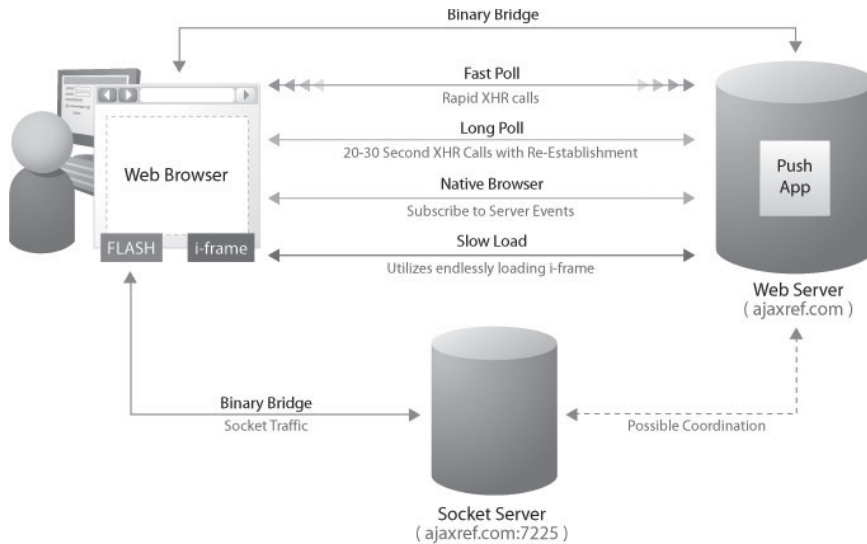 Binary Bridge
Fast Poll
Rapid XHR calls
Long Poll
20-30 Second XHR Calls with Re-Establishment
Native Browser
Subscribe to Server Events
Slow Load
Utilizes endlessly loading i-frame
Web Browser
FLASH
i-frame
Push
App
Web Server
( ajaxref.com )
Binary Bridge
Socket Traffic
Possible Coordination
Socket Server
( ajaxref.com:7225 )